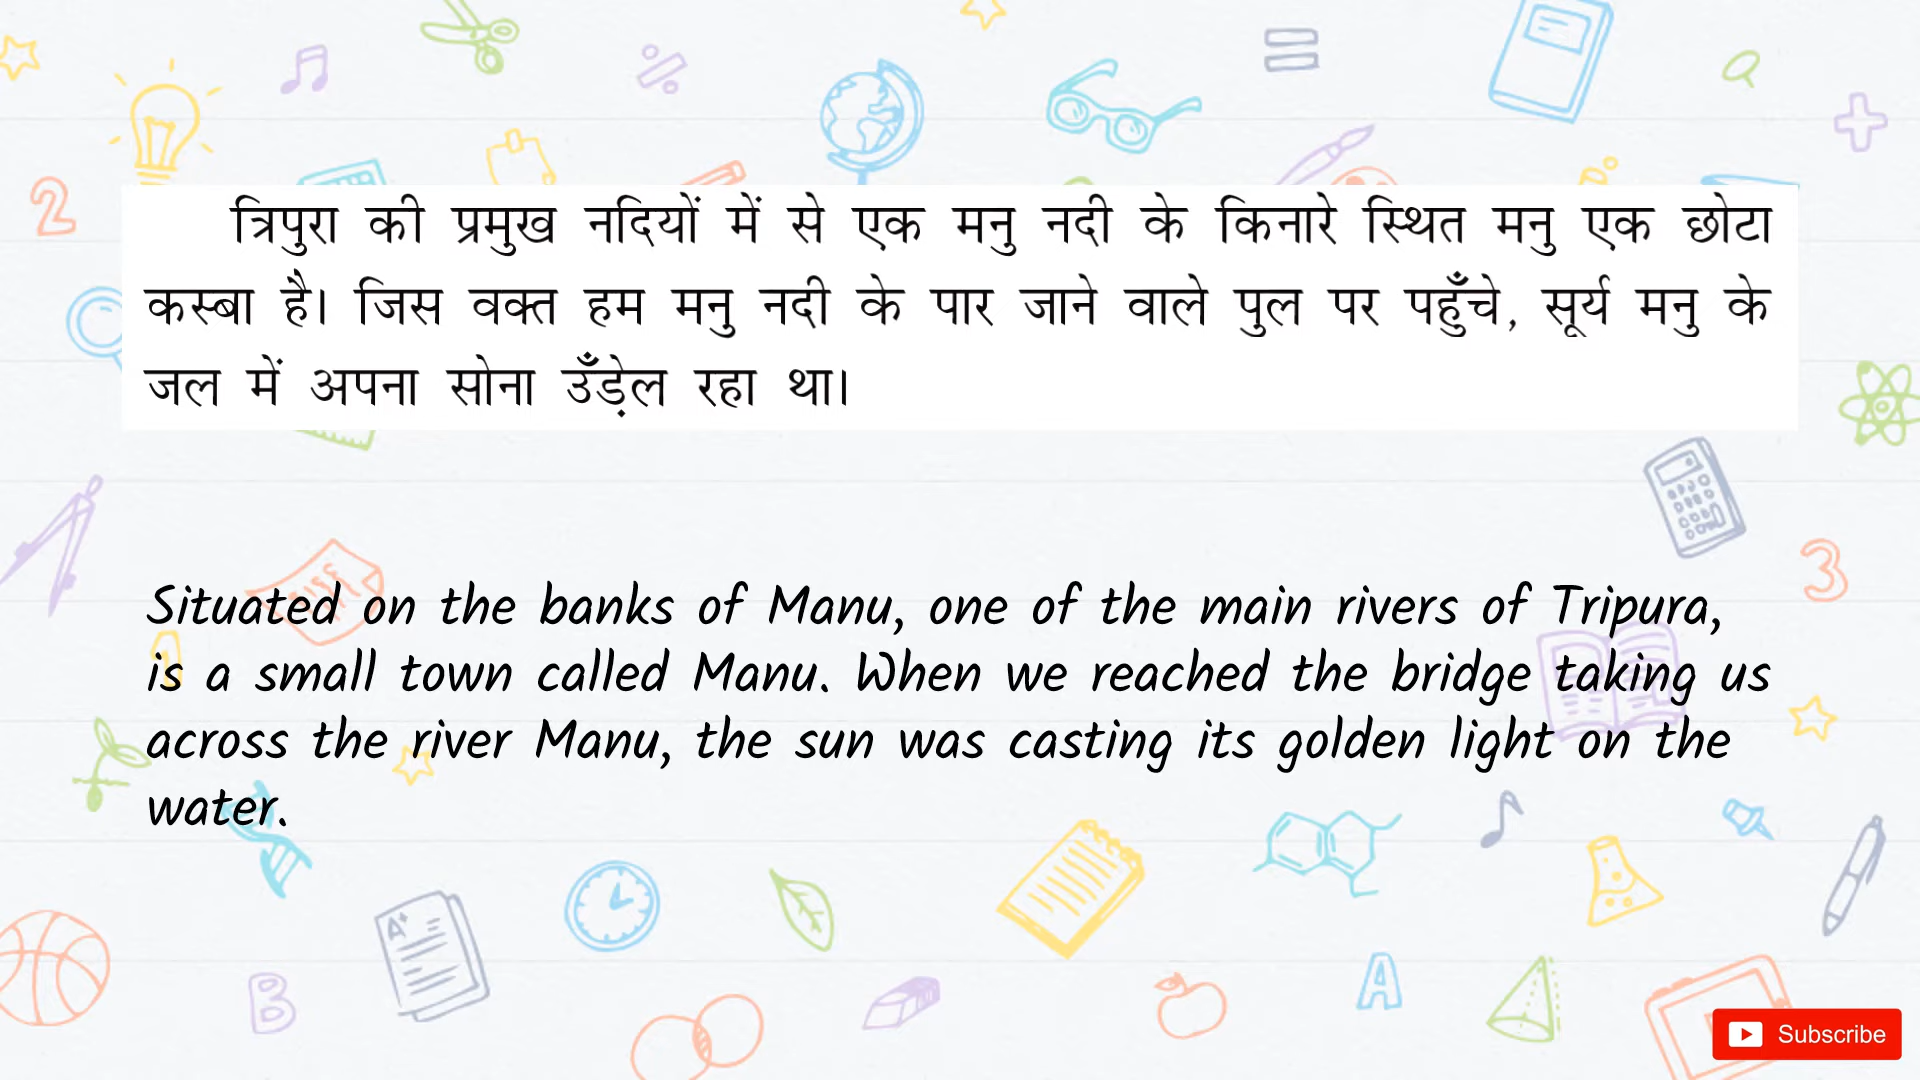 त्रिपुरा की प्रमुख नदियों में से एक मनु नदी के किनारे स्थित मनु एक छोटा
कस्बा है। जिस वक्त हम मनु नदी के पार जाने वाले पुल पर पहुँचे, सूर्य मनु के
जल में अपना सोना उँड़ेल रहा था।
Situated on the banks of Manu, one of the main rivers of Tripura,
is a small town called Manu. When we reached the bridge taking us
across the river Manu, the sun was casting its golden light on the
water.
Subscribe